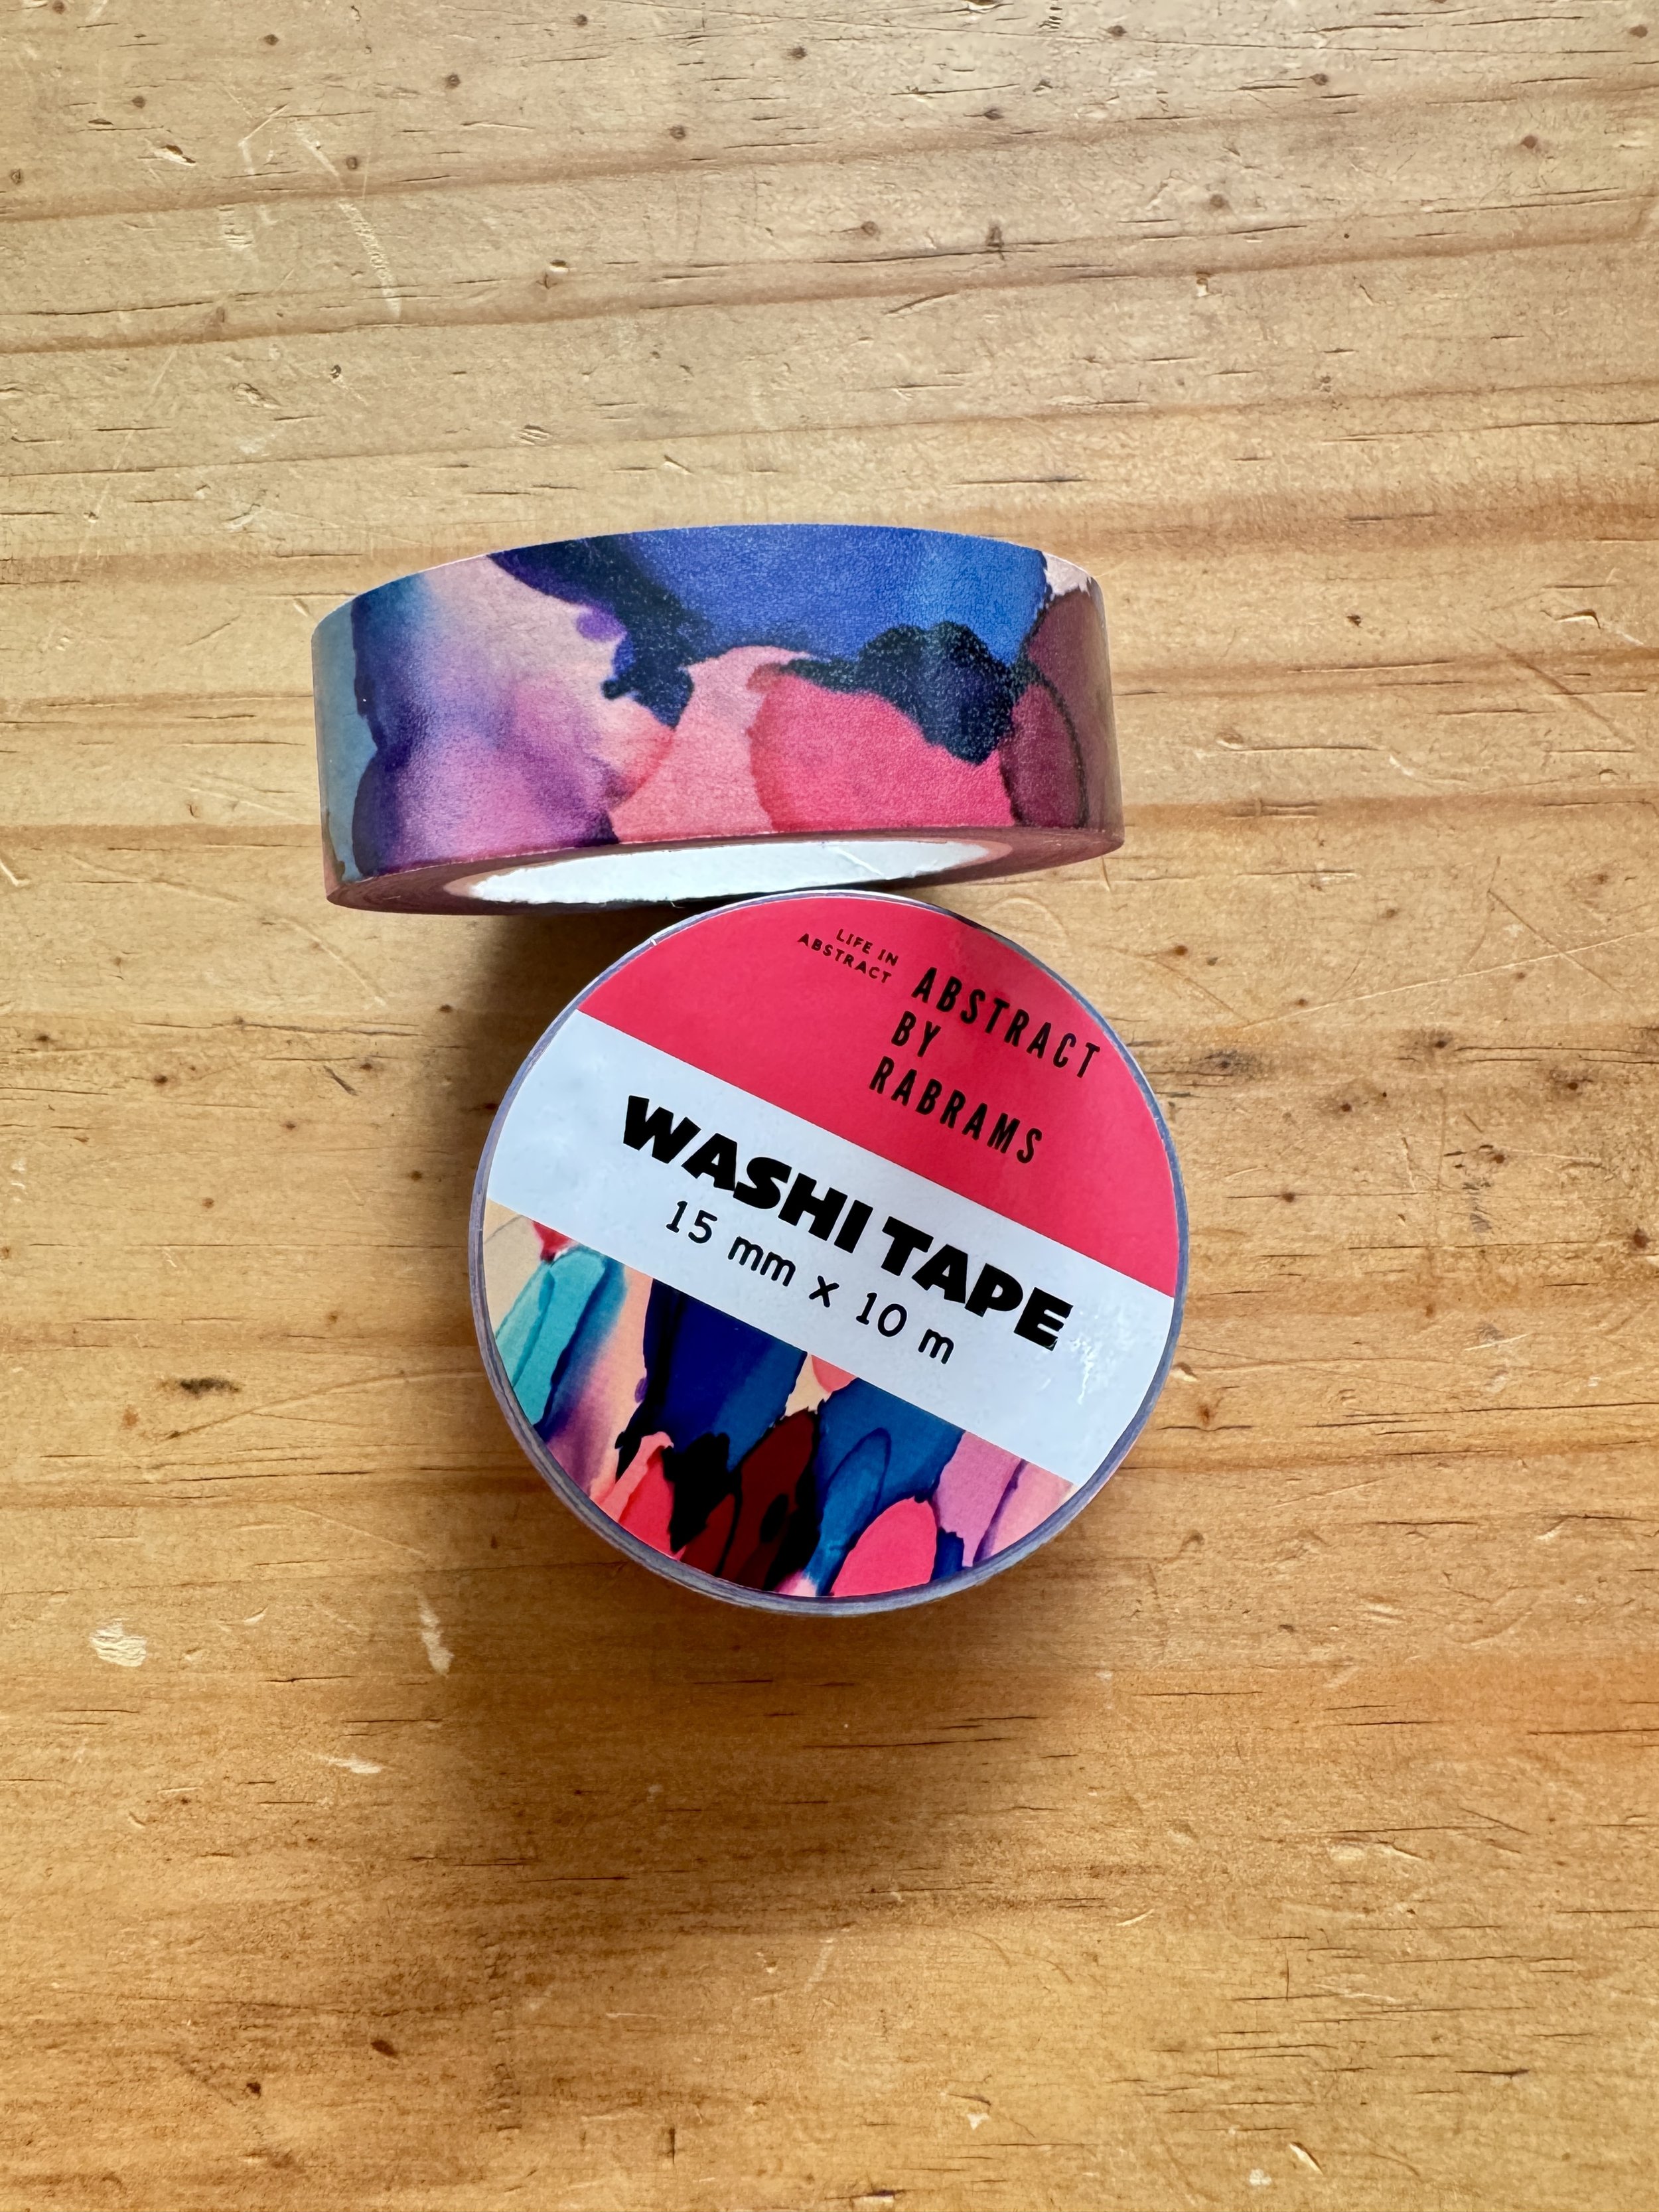 LIFE IN
ABSTRACT
ABSTRACT
BY
RABRAMS
WASHI TAPE
15 mm x 10 m